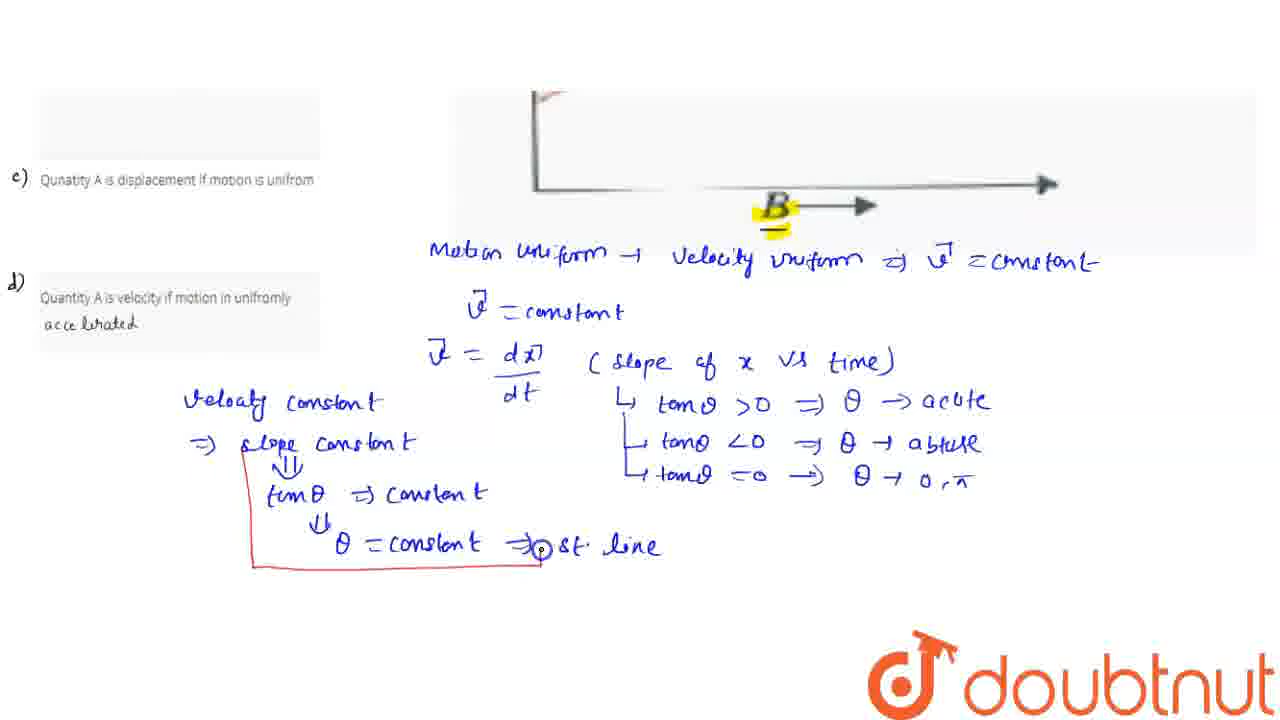 c) Qunatity A is displacement if motion is unifrom
B
Motion uniform → velocity uniform ⇒ v⃗ = constant
d) Quantity A is velocity if motion in unifromly
accelerated
v⃗ = constant
v⃗ = dx⃗/dt (slope of x vs time)
↳ tanθ > 0 ⇒ θ → acute
↳ tanθ < 0 ⇒ θ → obtuse
↳ tanθ = 0 → θ → 0, π
velocity constant
⇒ slope constant
⇓
tanθ ⇒ constant
⇓
θ = constant ⇒ st. line
doubtnut